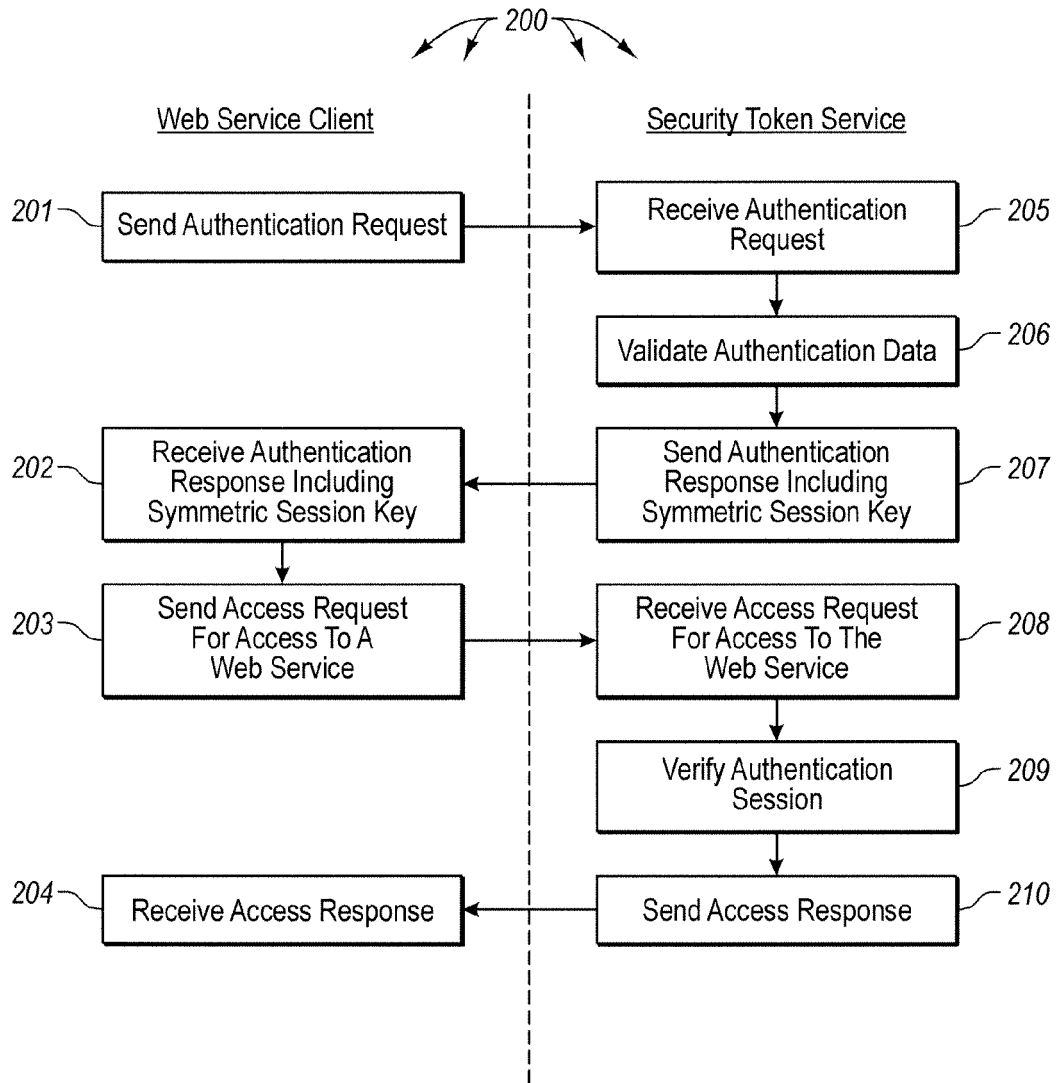 200
Web Service Client
Security Token Service
201
Send Authentication Request
Receive Authentication
Request
205
Validate Authentication Data
206
202
Receive Authentication
Response Including
Symmetric Session Key
Send Authentication
Response Including
Symmetric Session Key
207
203
Send Access Request
For Access To A
Web Service
Receive Access Request
For Access To The
Web Service
208
Verify Authentication
Session
209
204
Receive Access Response
Send Access Response
210